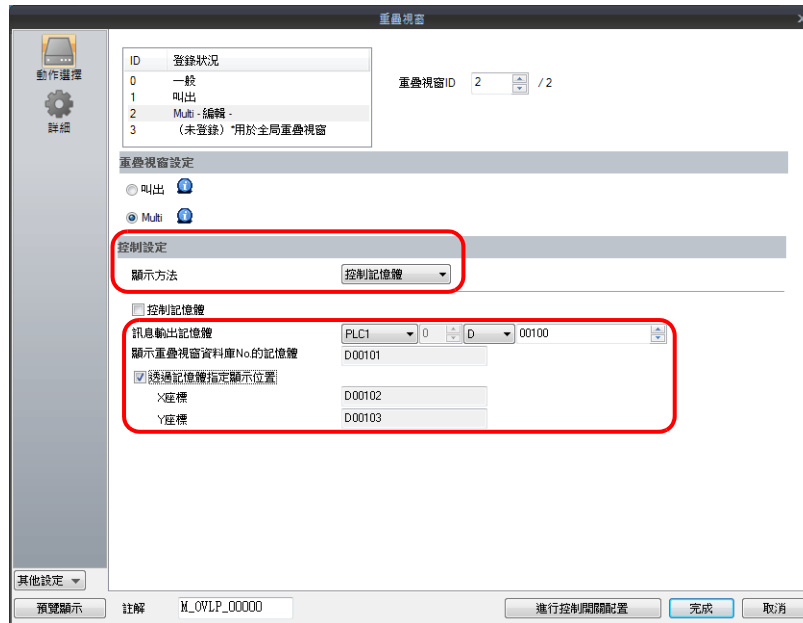 重疊視窗
動作選擇
詳細
ID 登錄狀況
0 一般
1 叫出
2 Multi - 編輯 -
3 （未登錄）*用於全局重疊視窗
重疊視窗ID 2 / 2
重疊視窗設定
叫出
Multi
控制設定
顯示方法 控制記憶體
控制記憶體
訊息輸出記憶體 PLC1 0 D 00100
顯示重疊視窗資料庫No.的記憶體 D00101
透過記憶體指定顯示位置
X座標 D00102
Y座標 D00103
其他設定
預覽顯示 註解 M_OVLP_00000 進行控制開關配置 完成 取消